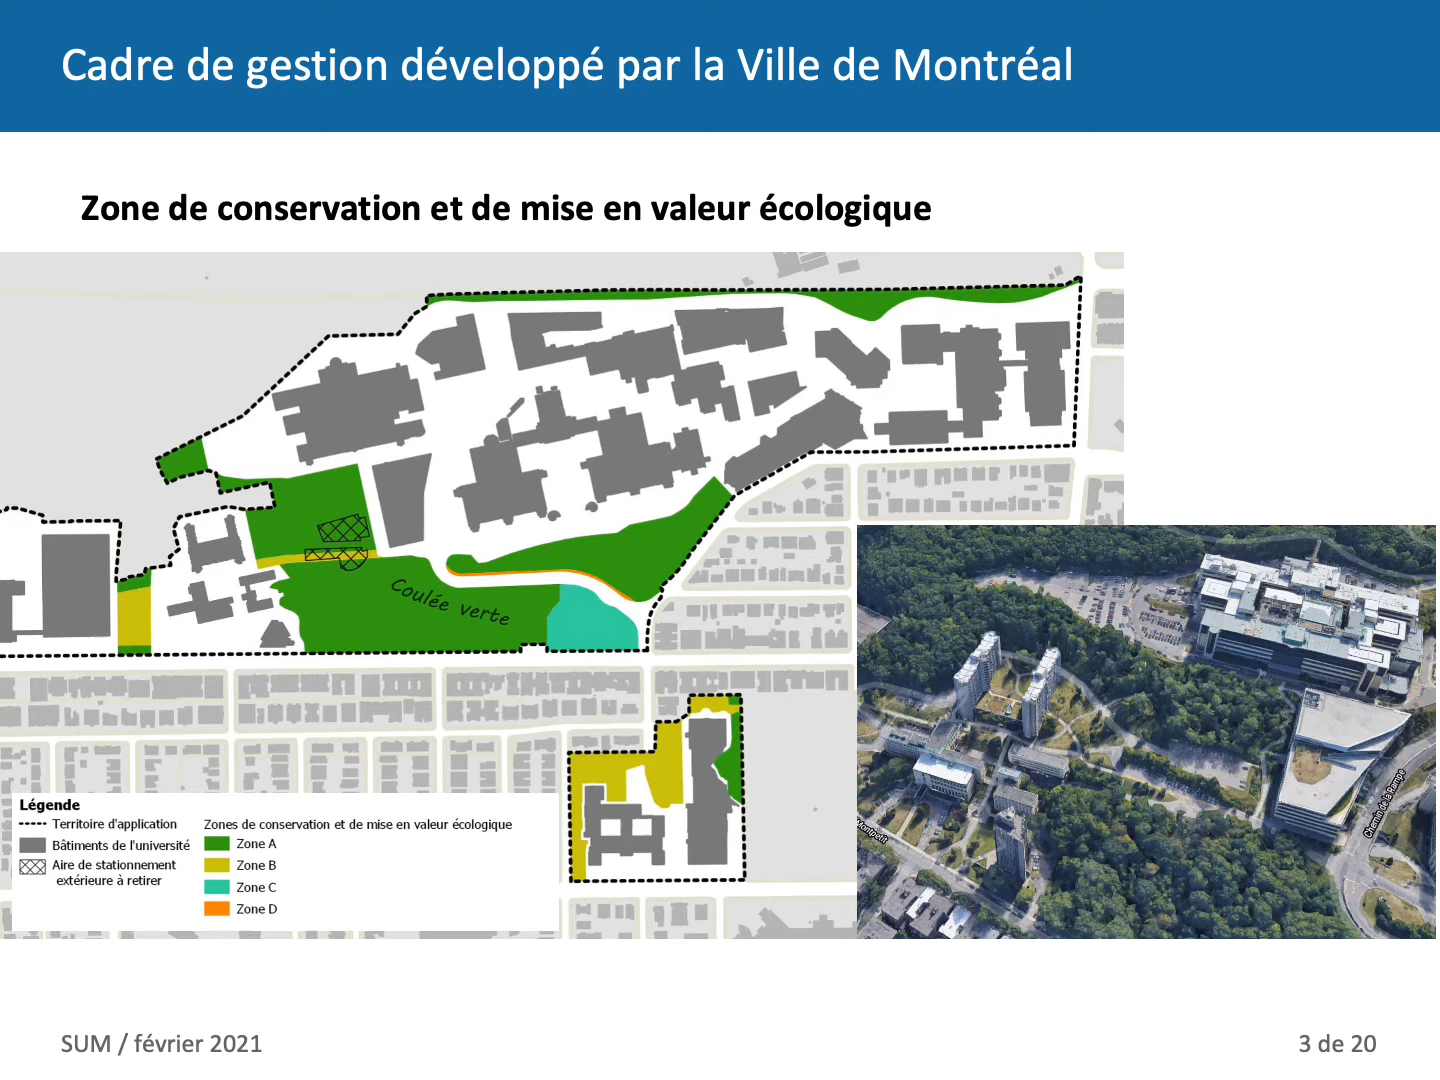 Cadre de gestion développé par la Ville de Montréal
Zone de conservation et de mise en valeur écologique
Coulée verte
Légende
Territoire d'application
Bâtiments de l'université
Aire de stationnement
extérieure à retirer
Zones de conservation et de mise en valeur écologique
Zone A
Zone B
Zone C
Zone D
Montpetit
Chemin de la Rampe
SUM / février 2021
3 de 20